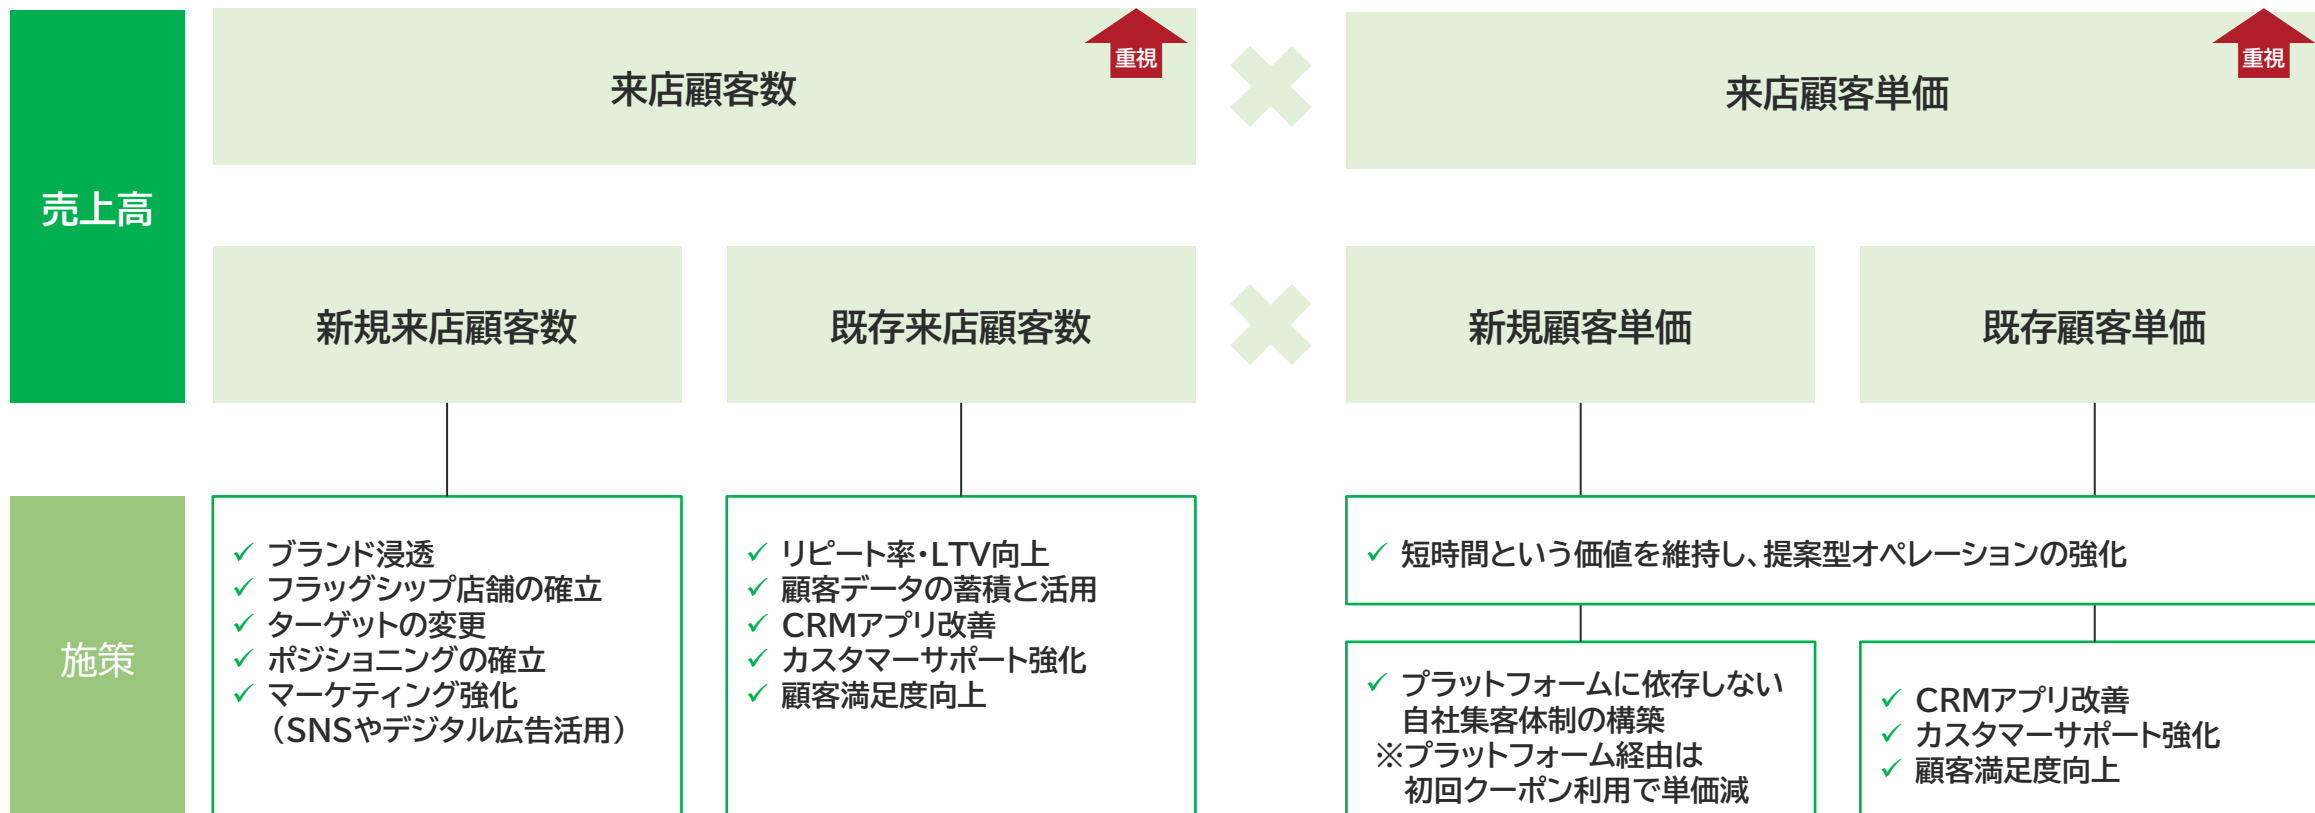 売上高
来店顧客数
重視
来店顧客単価
重視
新規来店顧客数
既存来店顧客数
新規顧客単価
既存顧客単価
施策
✓ ブランド浸透
✓ フラッグシップ店舗の確立
✓ ターゲットの変更
✓ ポジショニングの確立
✓ マーケティング強化
（SNSやデジタル広告活用）
✓ リピート率・LTV向上
✓ 顧客データの蓄積と活用
✓ CRMアプリ改善
✓ カスタマーサポート強化
✓ 顧客満足度向上
✓ 短時間という価値を維持し、提案型オペレーションの強化
✓ プラットフォームに依存しない
自社集客体制の構築
※プラットフォーム経由は
初回クーポン利用で単価減
✓ CRMアプリ改善
✓ カスタマーサポート強化
✓ 顧客満足度向上